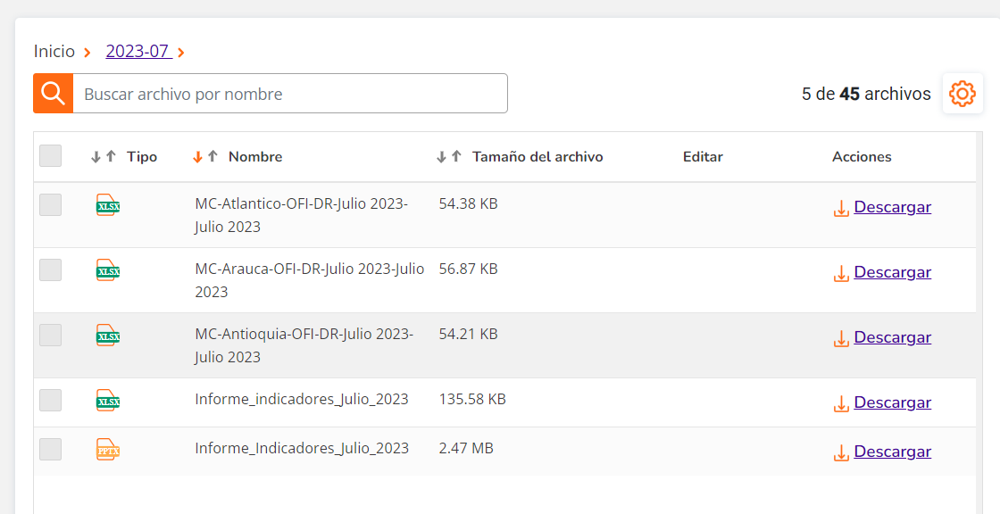 Inicio 2023-07
Buscar archivo por nombre
5 de 45 archivos
Tipo Nombre Tamaño del archivo Editar Acciones
XLSX MC-Atlantico-OFI-DR-Julio 2023- 54.38 KB Descargar
Julio 2023
XLSX MC-Arauca-OFI-DR-Julio 2023-Julio 56.87 KB Descargar
2023
XLSX MC-Antioquia-OFI-DR-Julio 2023- 54.21 KB Descargar
Julio 2023
XLSX Informe_indicadores_Julio_2023 135.58 KB Descargar
PPTX Informe_Indicadores_Julio_2023 2.47 MB Descargar